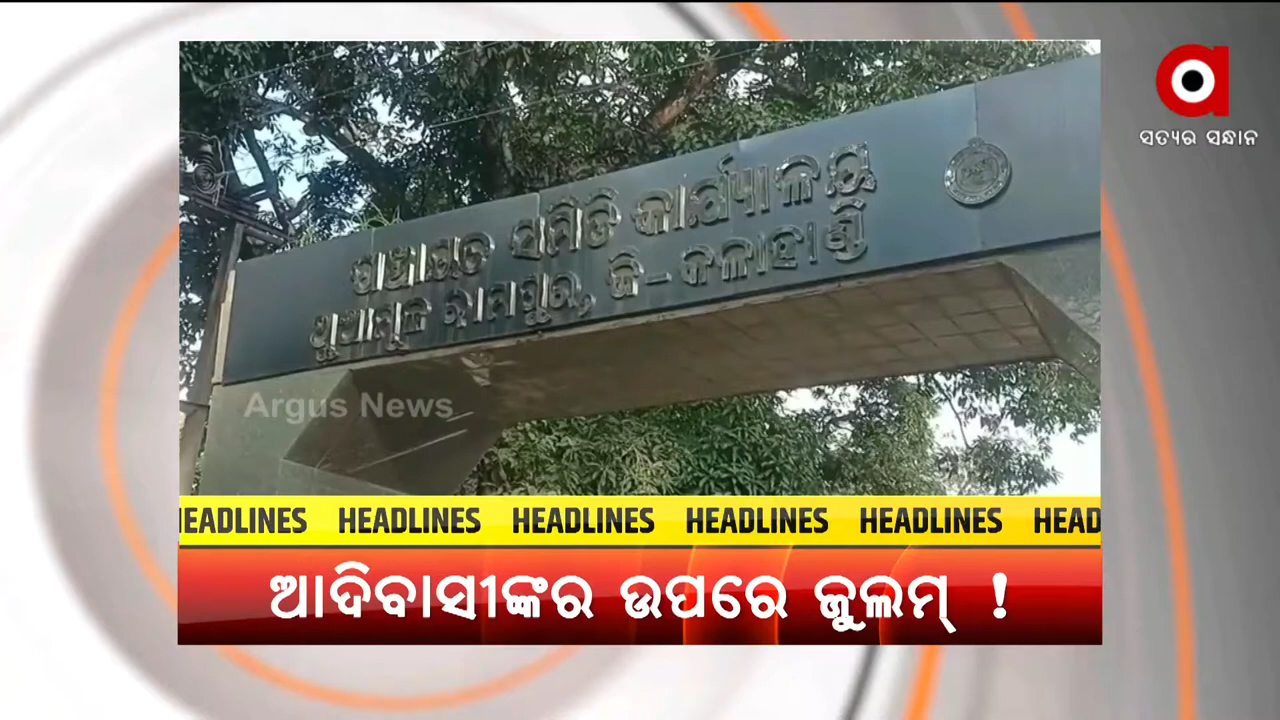 ସତ୍ୟର ସନ୍ଧାନ
ପଞ୍ଚାୟତ ସମିତି କାର୍ଯ୍ୟାଳୟ
ଥୁଆମୂଳ ରାମପୁର, ଜି-କଳାହାଣ୍ଡି
Argus News
HEADLINES HEADLINES HEADLINES HEADLINES HEADLINES HEAD
ଆଦିବାସୀଙ୍କର ଉପରେ ଜୁଲମ୍ !